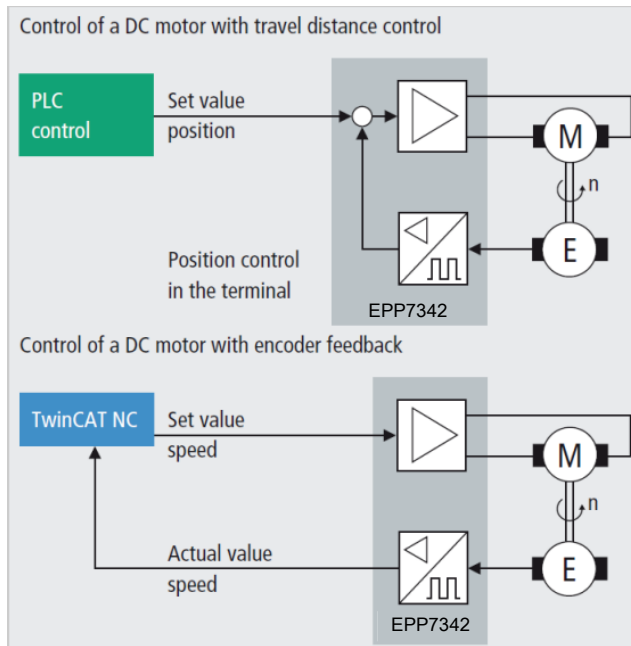 Control of a DC motor with travel distance control
PLC
control
Set value
position
M
n
E
Position control
in the terminal
EPP7342
Control of a DC motor with encoder feedback
TwinCAT NC
Set value
speed
M
n
Actual value
speed
E
EPP7342